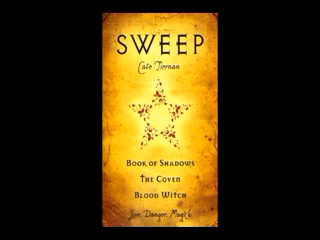 SWEEP
Cate Tiernan
BOOK OF SHADOWS
THE COVEN
BLOOD WITCH
Love. Danger. Magick.